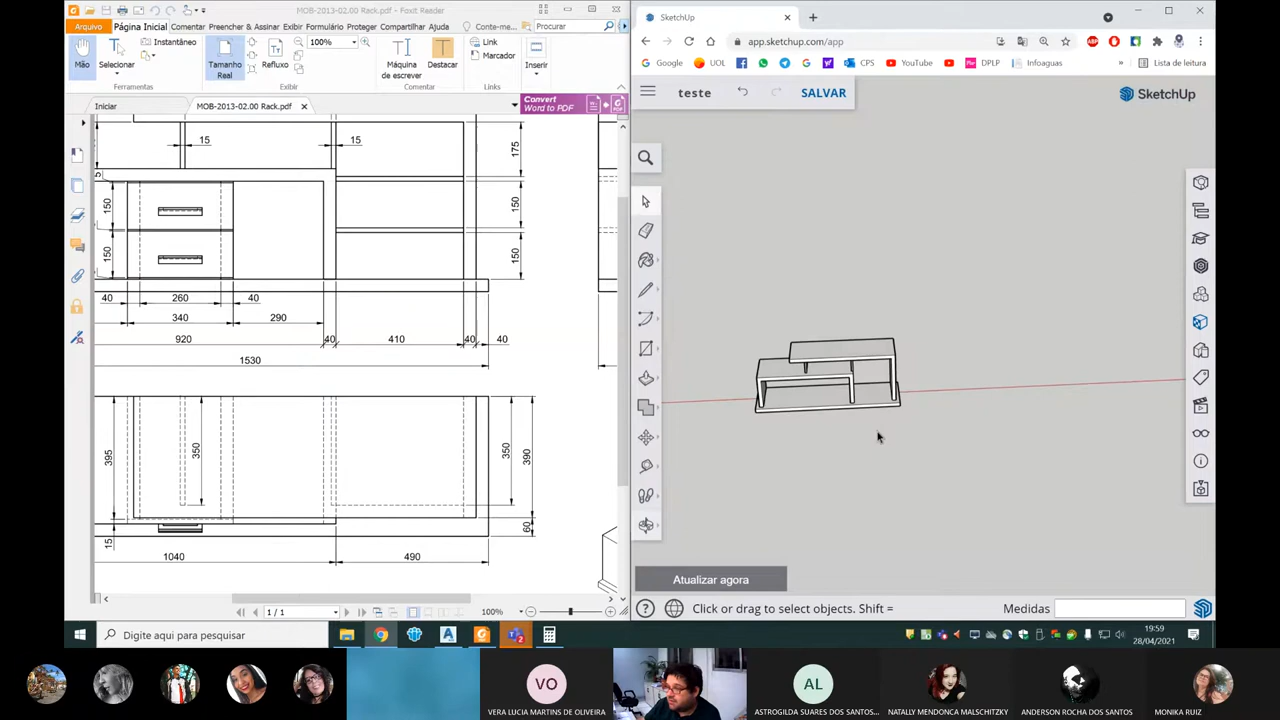 MOB-2013-02.00 Rack.pdf - Foxit Reader
Arquivo Página Inicial Comentar Preencher & Assinar Exibir Formulário Proteger Compartilhar Ajuda Conte-me... Procurar
Mão
Selecionar
Instantâneo
Ferramentas
Tamanho Real
Refluxo
100%
Exibir
Máquina de escrever
Destacar
Comentar
Link
Marcador
Links
Inserir
Iniciar
MOB-2013-02.00 Rack.pdf
Convert Word to PDF
15
15
175
150
150
150
150
40
260
40
340
290
920
40
410
40
40
1530
395
350
350
390
60
15
1040
490
1 / 1
100%
SketchUp
app.sketchup.com/app
Google UOL CPS YouTube DPLP Infoaguas Lista de leitura
teste
SALVAR
SketchUp
Atualizar agora
Click or drag to select objects. Shift =
Medidas
Digite aqui para pesquisar
19:59
28/04/2021
VO
VERA LUCIA MARTINS DE OLIVEIRA
AL
ASTROGILDA SUARES DOS SANTOS...
NATALLY MENDONCA MALSCHITZKY
ANDERSON ROCHA DOS SANTOS
MONIKA RUIZ